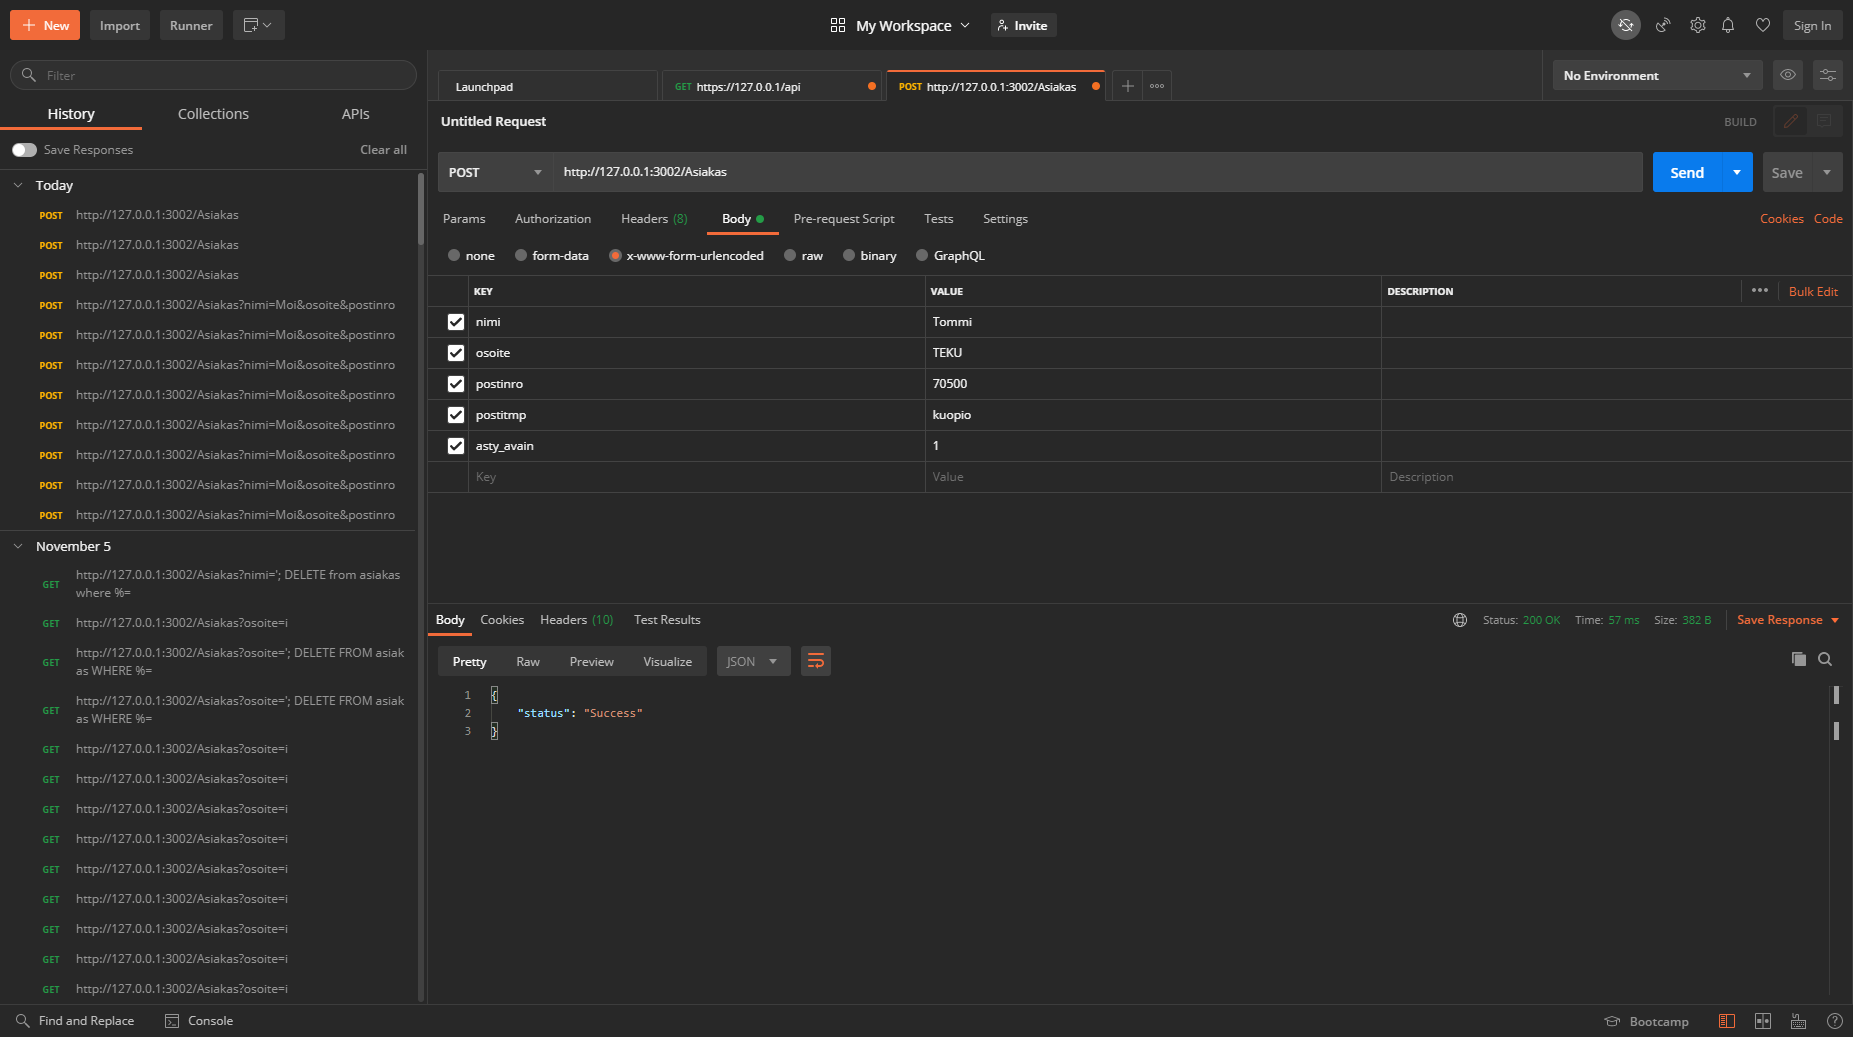 New
Import
Runner
My Workspace
Invite
Sign In
Filter
History
Collections
APIs
Save Responses
Clear all
Today
POST http://127.0.0.1:3002/Asiakas
POST http://127.0.0.1:3002/Asiakas
POST http://127.0.0.1:3002/Asiakas
POST http://127.0.0.1:3002/Asiakas?nimi=Moi&osoite&postinro
POST http://127.0.0.1:3002/Asiakas?nimi=Moi&osoite&postinro
POST http://127.0.0.1:3002/Asiakas?nimi=Moi&osoite&postinro
POST http://127.0.0.1:3002/Asiakas?nimi=Moi&osoite&postinro
POST http://127.0.0.1:3002/Asiakas?nimi=Moi&osoite&postinro
POST http://127.0.0.1:3002/Asiakas?nimi=Moi&osoite&postinro
POST http://127.0.0.1:3002/Asiakas?nimi=Moi&osoite&postinro
POST http://127.0.0.1:3002/Asiakas?nimi=Moi&osoite&postinro
November 5
GET http://127.0.0.1:3002/Asiakas?nimi='; DELETE from asiakas
where %=
GET http://127.0.0.1:3002/Asiakas?osoite=i
GET http://127.0.0.1:3002/Asiakas?osoite='; DELETE FROM asiak
as WHERE %=
GET http://127.0.0.1:3002/Asiakas?osoite='; DELETE FROM asiak
as WHERE %=
GET http://127.0.0.1:3002/Asiakas?osoite=i
GET http://127.0.0.1:3002/Asiakas?osoite=i
GET http://127.0.0.1:3002/Asiakas?osoite=i
GET http://127.0.0.1:3002/Asiakas?osoite=i
GET http://127.0.0.1:3002/Asiakas?osoite=i
GET http://127.0.0.1:3002/Asiakas?osoite=i
GET http://127.0.0.1:3002/Asiakas?osoite=i
GET http://127.0.0.1:3002/Asiakas?osoite=i
GET http://127.0.0.1:3002/Asiakas?osoite=i
Launchpad
GET https://127.0.0.1/api
POST http://127.0.0.1:3002/Asiakas
No Environment
Untitled Request
BUILD
POST
http://127.0.0.1:3002/Asiakas
Send
Save
Params
Authorization
Headers (8)
Body
Pre-request Script
Tests
Settings
Cookies
Code
none
form-data
x-www-form-urlencoded
raw
binary
GraphQL
KEY VALUE DESCRIPTION
Bulk Edit
nimi Tommi
osoite TEKU
postinro 70500
postitmp kuopio
asty_avain 1
Key Value Description
Body
Cookies
Headers (10)
Test Results
Status: 200 OK
Time: 57 ms
Size: 382 B
Save Response
Pretty
Raw
Preview
Visualize
JSON
1 {
2 "status": "Success"
3 }
Find and Replace
Console
Bootcamp